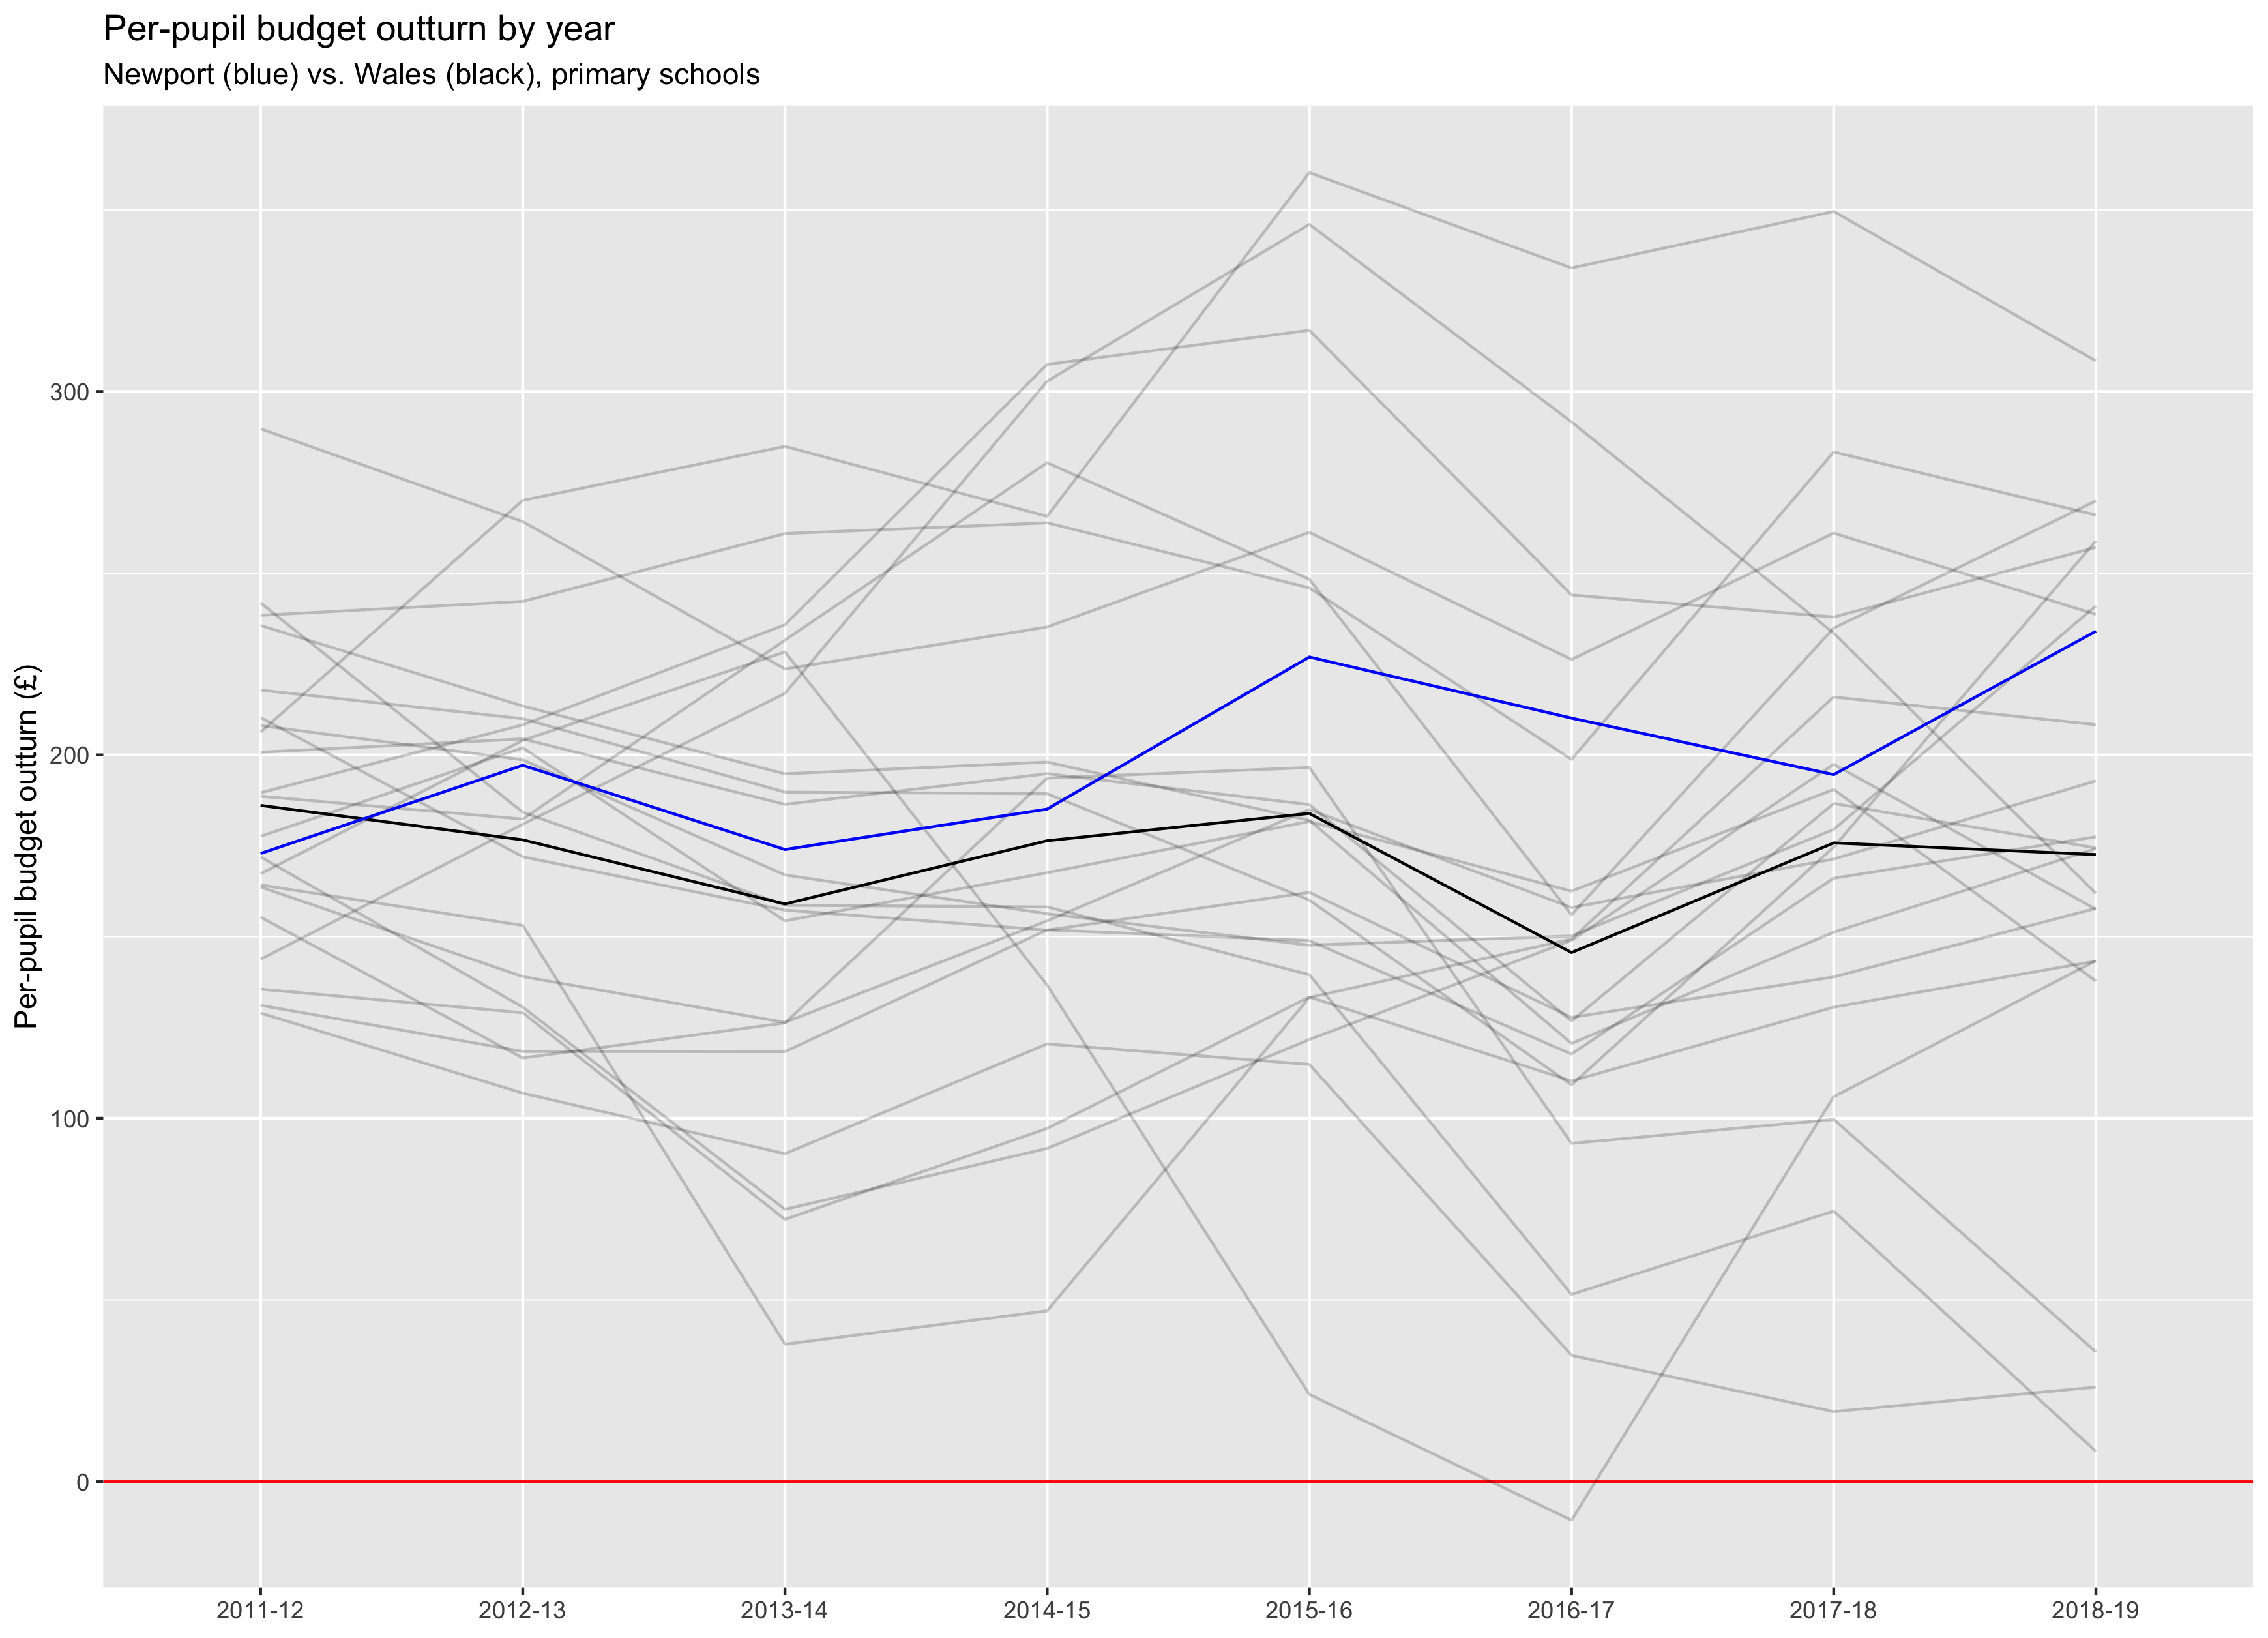 Per-pupil budget outturn by year
Newport (blue) vs. Wales (black), primary schools
Per-pupil budget outturn (£)
300
200
100
0
2011-12 2012-13 2013-14 2014-15 2015-16 2016-17 2017-18 2018-19